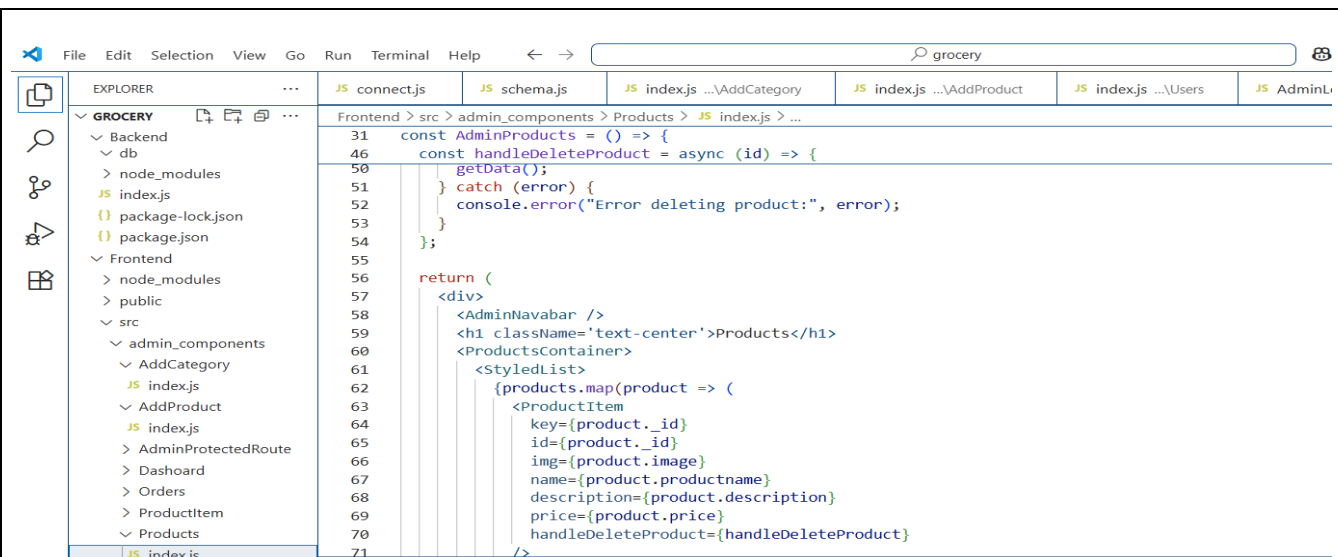 File Edit Selection View Go Run Terminal Help grocery
EXPLORER
GROCERY
Backend
db
node_modules
JS index.js
{} package-lock.json
{} package.json
Frontend
node_modules
public
src
admin_components
AddCategory
JS index.js
AddProduct
JS index.js
AdminProtectedRoute
Dashoard
Orders
ProductItem
Products
JS index.js
JS connect.js JS schema.js JS index.js ...\AddCategory JS index.js ...\AddProduct JS index.js ...\Users JS AdminL
Frontend > src > admin_components > Products > JS index.js > ...
31 const AdminProducts = () => {
46 const handleDeleteProduct = async (id) => {
50 getData();
51 } catch (error) {
52 console.error("Error deleting product:", error);
53 }
54 };
55
56 return (
57 <div>
58 <AdminNavabar />
59 <h1 className='text-center'>Products</h1>
60 <ProductsContainer>
61 <StyledList>
62 {products.map(product => (
63 <ProductItem
64 key={product._id}
65 id={product._id}
66 img={product.image}
67 name={product.productname}
68 description={product.description}
69 price={product.price}
70 handleDeleteProduct={handleDeleteProduct}
71 />